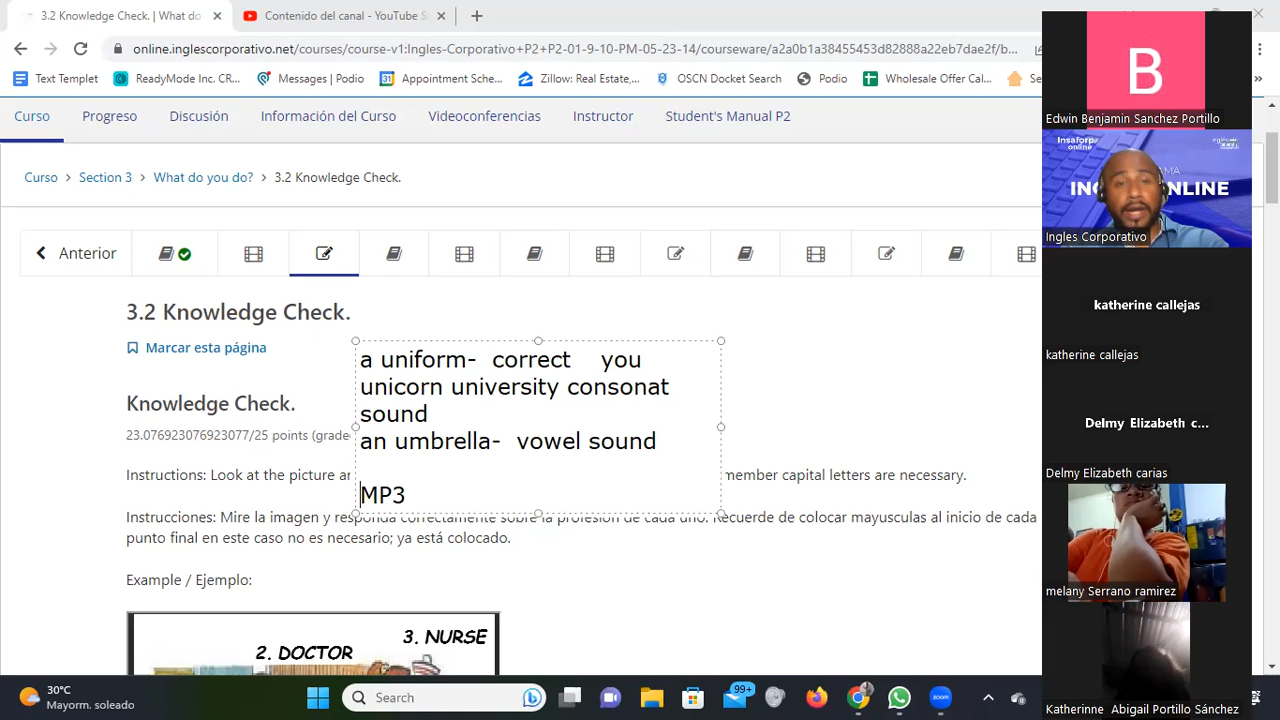 3.2 Knowledge Check. | What do
Contenido del canal - YouTube S
online.inglescorporativo.net/courses/course-v1:Ingles-Corporativo+P2+P2-01-9-10-PM-05-23-14/courseware/a2a0b1a38455453d82888a22eb7dae2f/b...
Text Templet
ReadyMode Inc. CR...
Messages | Podio
Appointment Sche...
Zillow: Real Estate,...
OSCN Docket Search
Podio
Wholesale Offer Cal...
Se
Curso
Progreso
Discusión
Información del Curso
Videoconferencias
Instructor
Student's Manual P2
Curso > Section 3 > What do you do? > 3.2 Knowledge Check.
Anterior
3.2 Knowledge Check.
Marcar esta página
a uniform- correct you
unicorn university consonat
sound
an umbrella- vowel sound
MP3
Knowledge Check.
23.076923076923077/25 points (grade
Instructions: Look at the picture an
member capital letters are necessary.
Instrucciones: Mire la imagen y responda correctamente sobre la profesión de cada uno. Recuerde de colocar mayusculas al inicio de cada
punto final en este caso no es necesario; ya está colocado.
Example / Ejemplo:
3. NURSE
2. DOCTOR
30°C
Mayorm. soleado
Search
99+
zoom
B
Edwin Benjamin Sanchez Portillo
Insaforp
online
NLINE
Ingles Corporativo
katherine callejas
katherine callejas
Delmy Elizabeth c...
Delmy Elizabeth carias
melany Serrano ramirez
Katherinne Abigail Portillo Sánchez